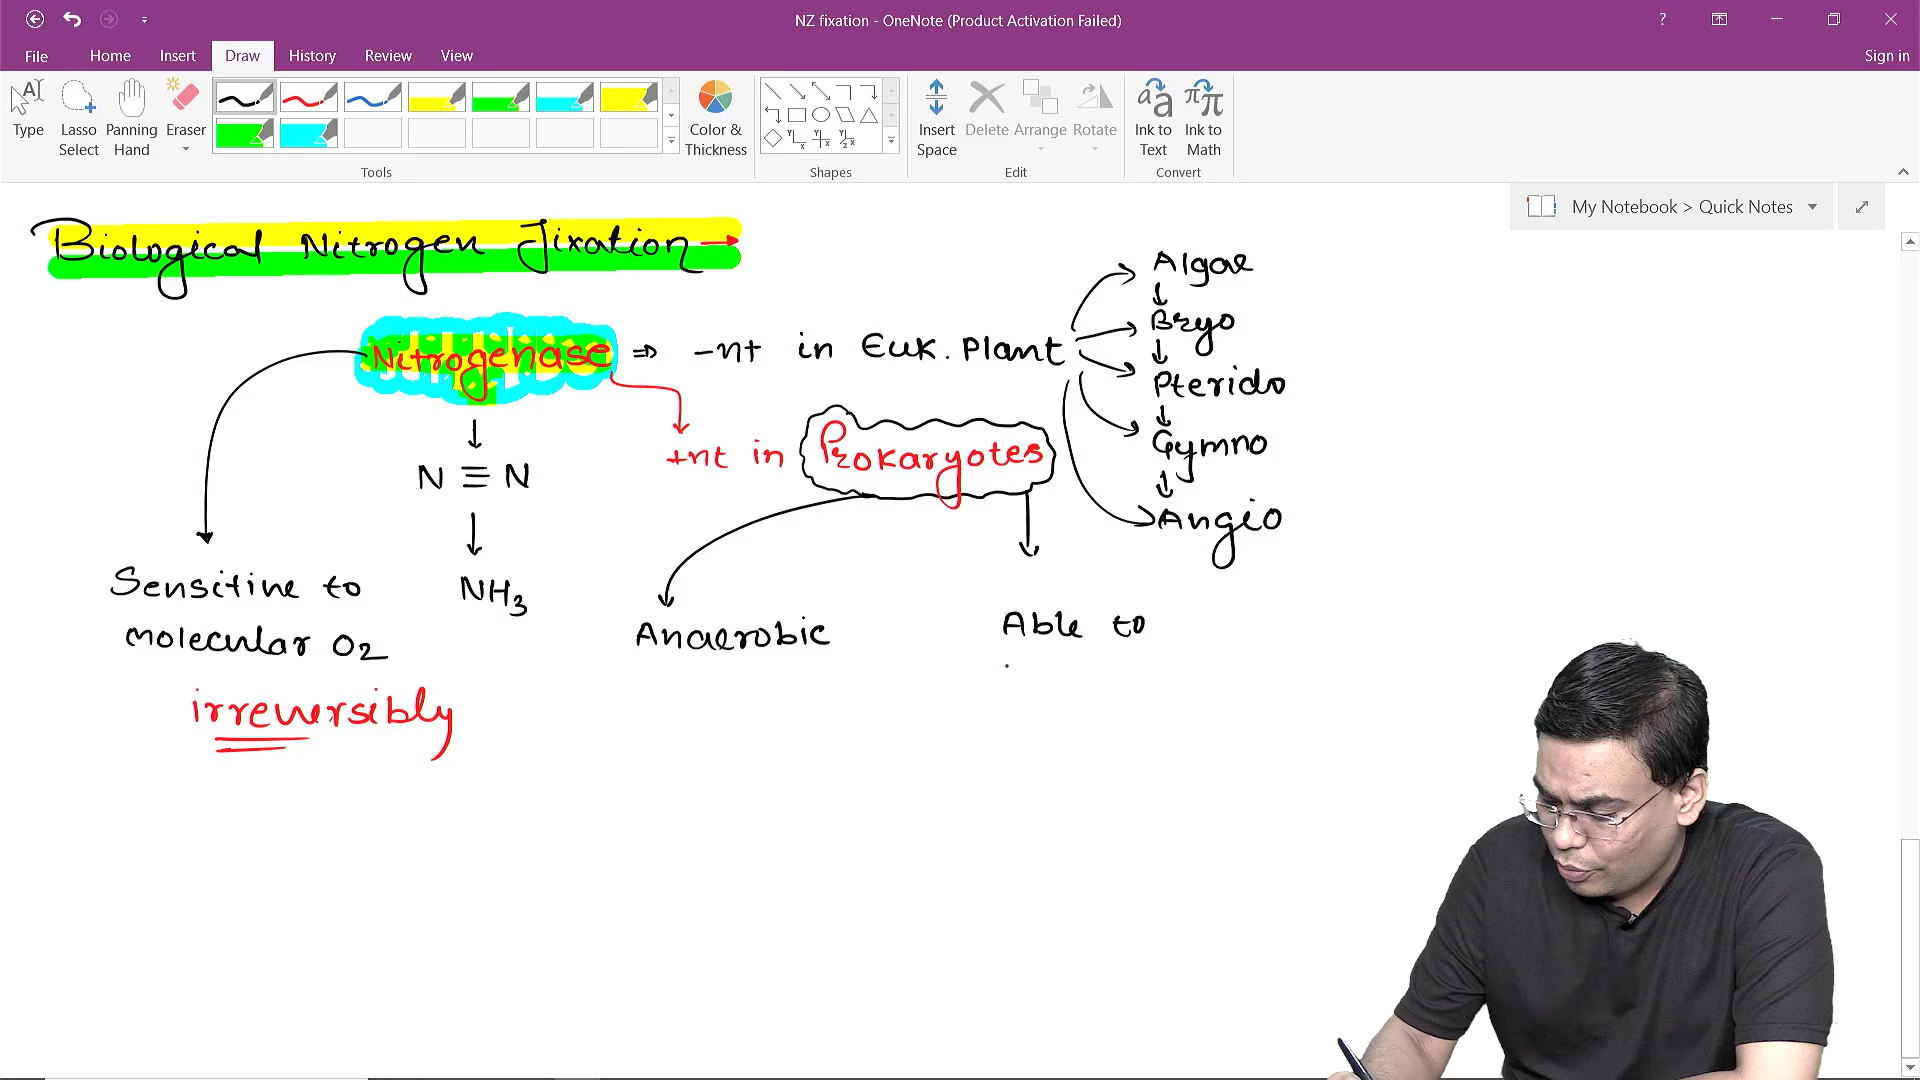 NZ fixation - OneNote (Product Activation Failed)
?
File Home Insert Draw History Review View
Sign in
Type
Lasso Select
Panning Hand
Eraser
Color & Thickness
Insert Space
Delete
Arrange
Rotate
Ink to Text
Ink to Math
Tools
Shapes
Edit
Convert
My Notebook > Quick Notes
Biological Nitrogen Fixation →
Nitrogenase ⇒ -nt in Euk. Plant
Algae
↓
Bryo
↓
Pterido
↓
Gymno
↓
Angio
+nt in Prokaryotes
↓
N ≡ N
↓
NH3
Sensitive to
molecular O2
irreversibly
Anaerobic
Able to